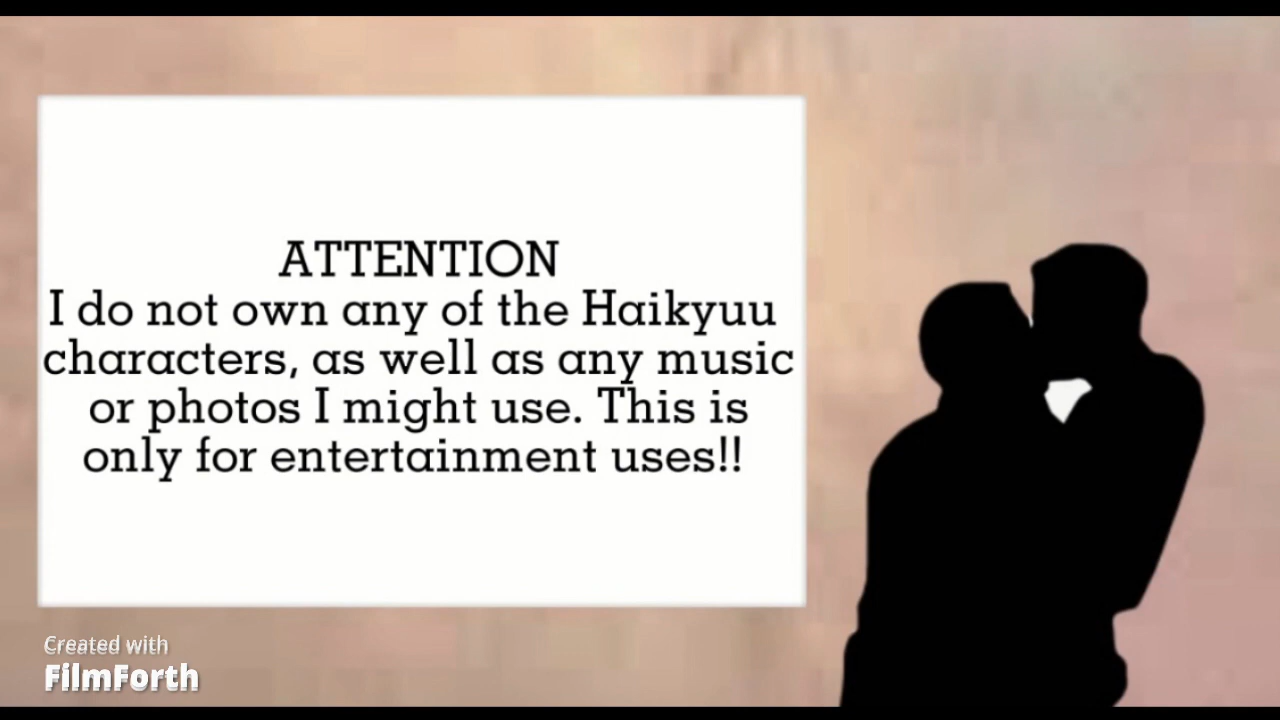 ATTENTION
I do not own any of the Haikyuu
characters, as well as any music
or photos I might use. This is
only for entertainment uses!!
Created with
FilmForth